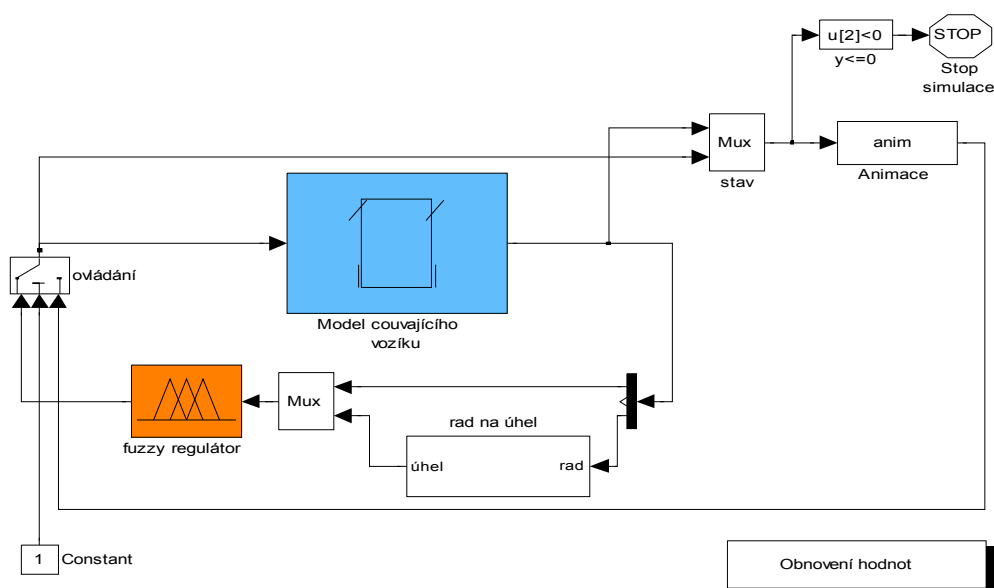 u[2]<0
y<=0
STOP
Stop
simulace
Mux
stav
anim
Animace
ovládání
Model couvajícího
vozíku
fuzzy regulátor
Mux
rad na úhel
úhel
rad
1
Constant
Obnovení hodnot